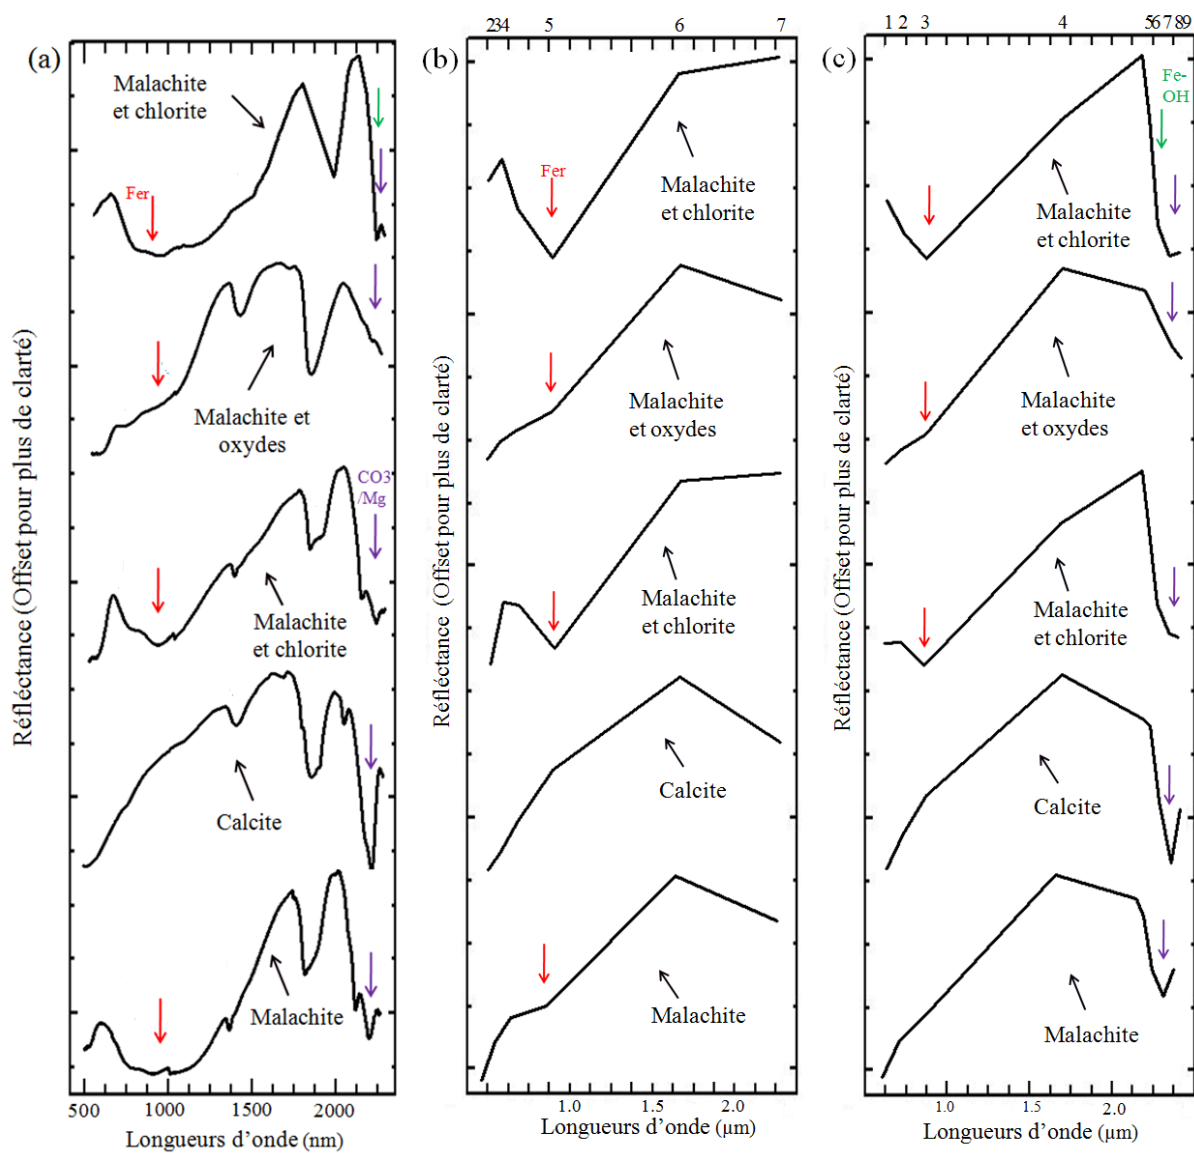 (a)
Malachite
et chlorite
Fer
Malachite et
oxydes
CO3
/Mg
Malachite
et chlorite
Calcite
Malachite
Réfléctance (Offset pour plus de clarté)
500 1000 1500 2000
Longueurs d’onde (nm)
234 5 6 7
(b)
Fer
Malachite
et chlorite
Malachite
et oxydes
Malachite
et chlorite
Calcite
Malachite
Réfléctance (Offset pour plus de clarté)
1.0 1.5 2.0
Longueurs d’onde (µm)
1 2 3 4 56789
(c)
Fe-
OH
Malachite
et chlorite
Malachite
et oxydes
Malachite
et chlorite
Calcite
Malachite
Réfléctance (Offset pour plus de clarté)
1.0 1.5 2.0
Longueurs d’onde (µm)